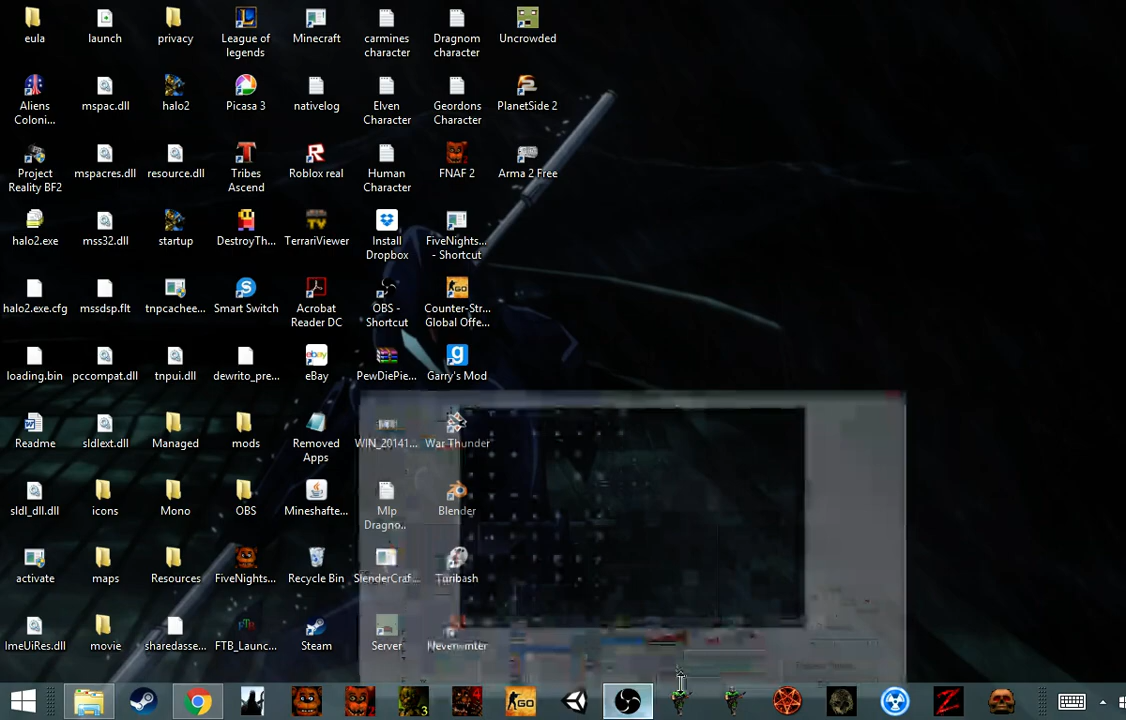 eula
launch
privacy
League of
legends
Minecraft
carmines
character
Dragnom
character
Uncrowded
Aliens
Coloni...
mspac.dll
halo2
Picasa 3
nativelog
Elven
Character
Geordons
Character
PlanetSide 2
Project
Reality BF2
mspacres.dll
resource.dll
Tribes
Ascend
Roblox real
Human
Character
FNAF 2
Arma 2 Free
halo2.exe
mss32.dll
startup
DestroyTh...
TerrariViewer
Install
Dropbox
FiveNights...
- Shortcut
halo2.exe.cfg
mssdsp.flt
tnpcachee...
Smart Switch
Acrobat
Reader DC
OBS -
Shortcut
Counter-Str...
Global Offe...
loading.bin
pccompat.dll
tnpui.dll
dewrito_pre...
eBay
PewDiePie...
Garry's Mod
Readme
sldlext.dll
Managed
mods
Removed
Apps
WIN_20141...
War Thunder
sldl_dll.dll
icons
Mono
OBS
Mineshafte...
Mlp
Dragno...
Blender
activate
maps
Resources
FiveNights...
Recycle Bin
SlenderCraf...
Turibash
lmeUiRes.dll
movie
sharedasse...
FTB_Launc...
Steam
Server
Neverwinter